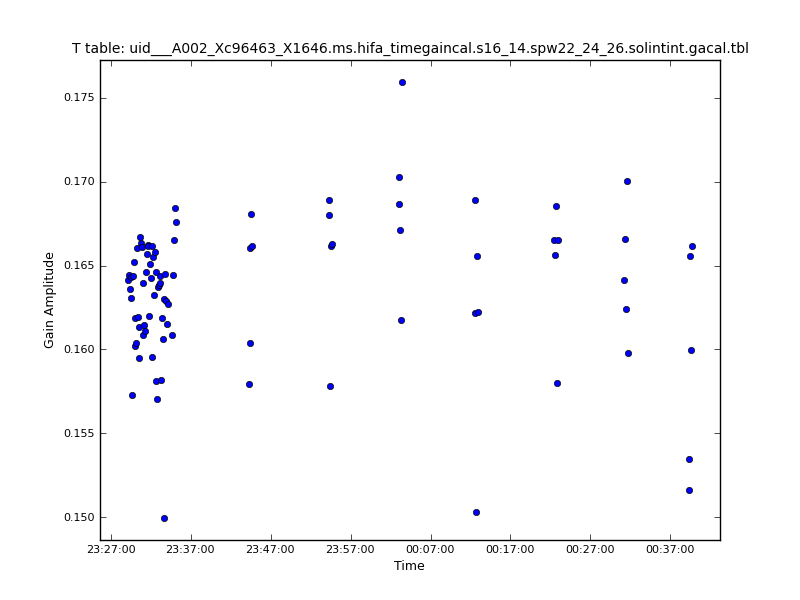 T table: uid___A002_Xc96463_X1646.ms.hifa_timegaincal.s16_14.spw22_24_26.solintint.gacal.tbl
0.175
0.170
0.165
0.160
0.155
0.150
Gain Amplitude
23:27:00 23:37:00 23:47:00 23:57:00 00:07:00 00:17:00 00:27:00 00:37:00
Time